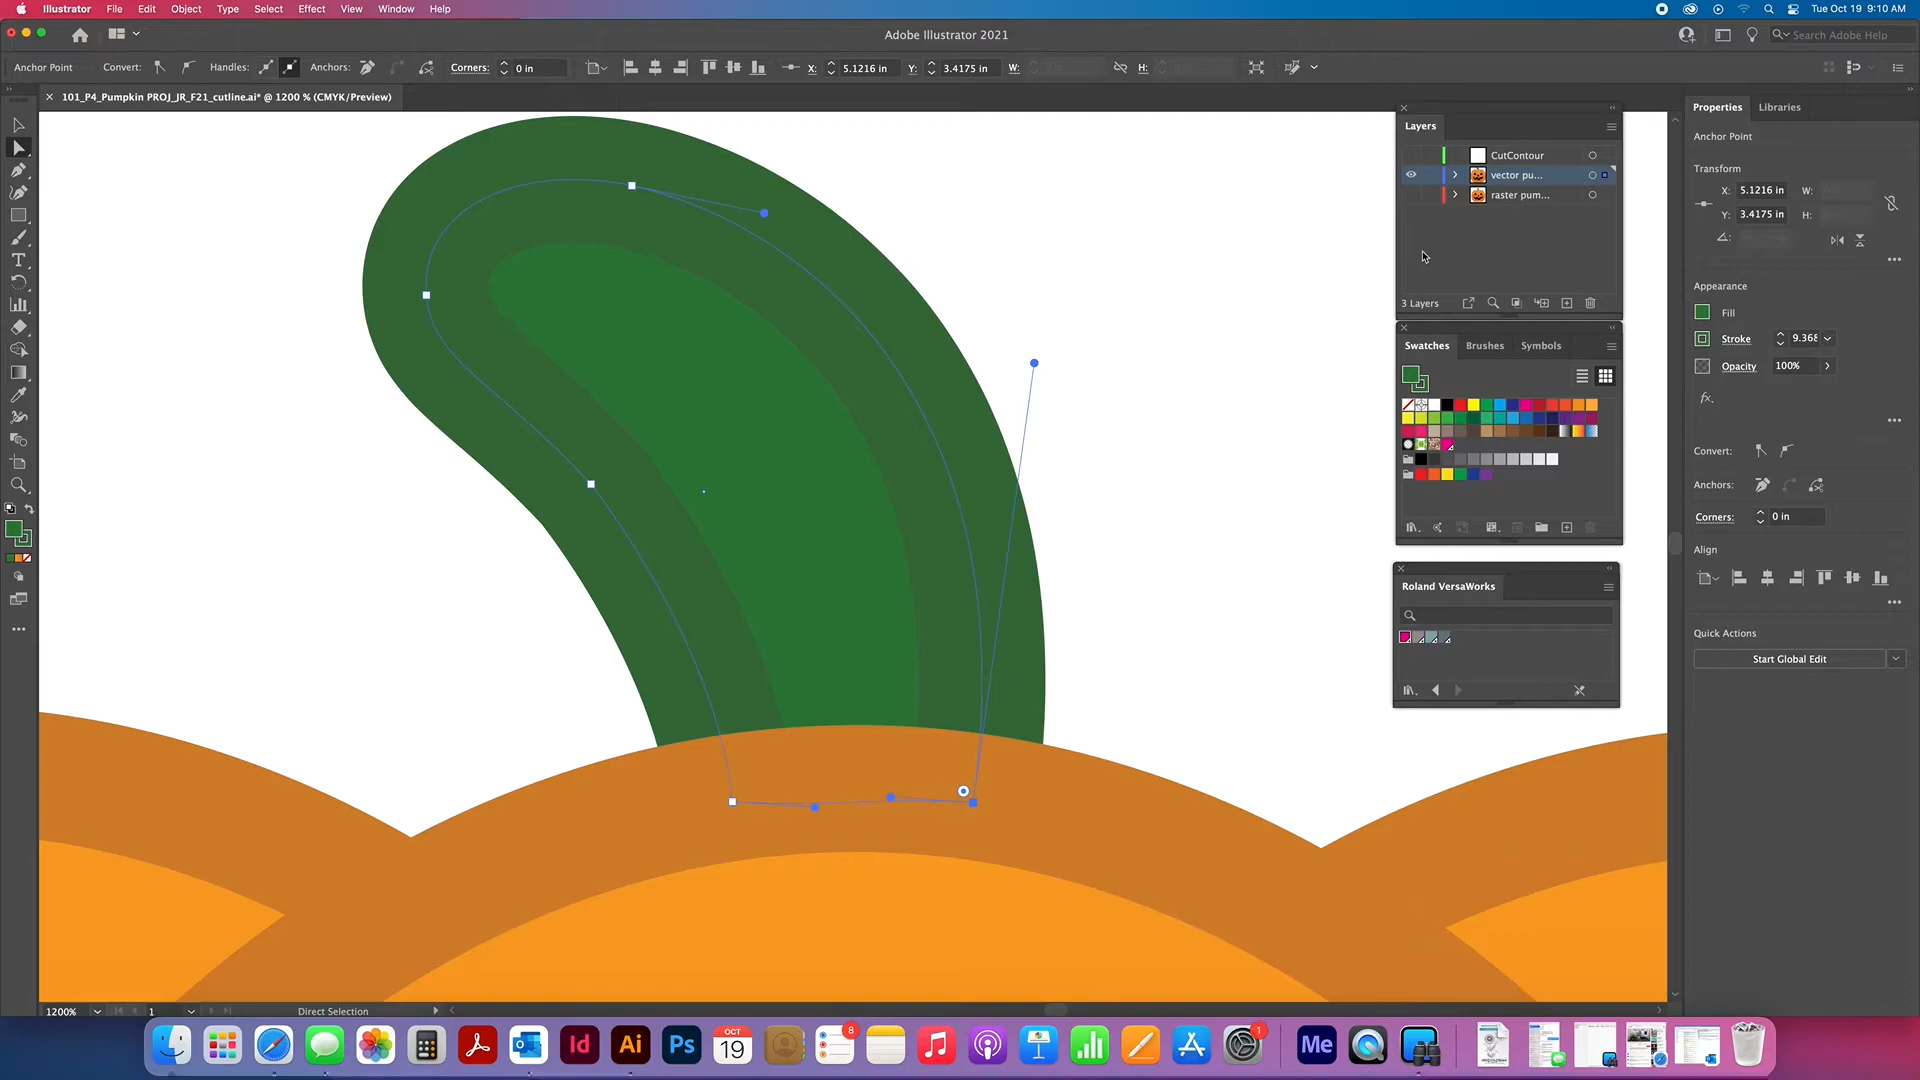 Illustrator File Edit Object Type Select Effect View Window Help
Tue Oct 19 9:10 AM
Adobe Illustrator 2021
Search Adobe Help
Anchor Point Convert: Handles: Anchors: Corners: 0 in X: 5.1216 in Y: 3.4175 in W: H:
101_P4_Pumpkin PROJ_JR_F21_cutline.ai* @ 1200 % (CMYK/Preview)
Layers
CutContour
vector pu...
raster pum...
3 Layers
Swatches Brushes Symbols
Roland VersaWorks
Properties Libraries
Anchor Point
Transform
X: 5.1216 in W:
Y: 3.4175 in H:
Appearance
Fill
Stroke 9.368
Opacity 100%
fx.
Convert:
Anchors:
Corners: 0 in
Align
Quick Actions
Start Global Edit
1200% 1 Direct Selection
OCT
19
8
1
Id
Ai
Ps
Me